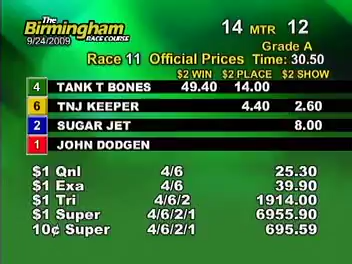 The
Birmingham
RACE COURSE
9/24/2009
14 MTR 12
Grade A
Race 11 Official Prices Time: 30.50
$2 WIN $2 PLACE $2 SHOW
4 TANK T BONES 49.40 14.00
6 TNJ KEEPER 4.40 2.60
2 SUGAR JET 8.00
1 JOHN DODGEN
$1 Qnl 4/6 25.30
$1 Exa 4/6 39.90
$1 Tri 4/6/2 1914.00
$1 Super 4/6/2/1 6955.90
10¢ Super 4/6/2/1 695.59